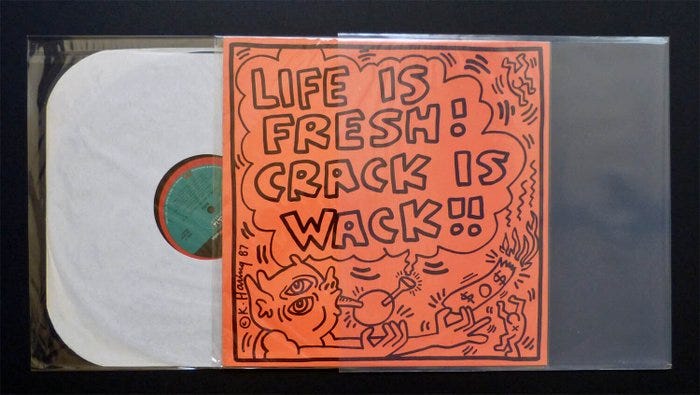 LIFE IS
FRESH!
CRACK IS
WACK!!
© K. Haring 87
$ $